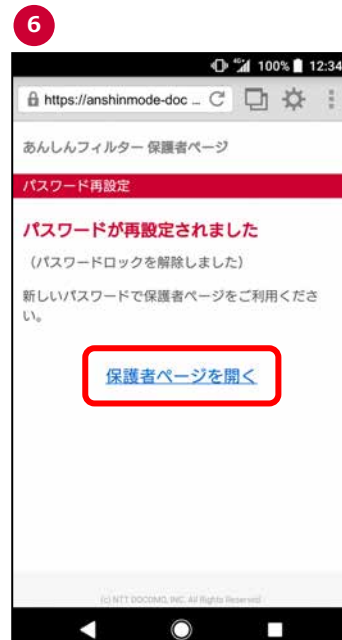 6
100% 12:34
https://anshinmode-doc ...
あんしんフィルター 保護者ページ
パスワード再設定
パスワードが再設定されました
（パスワードロックを解除しました）
新しいパスワードで保護者ページをご利用くださ
い。
保護者ページを開く
(c) NTT DOCOMO, INC. All Rights Reserved